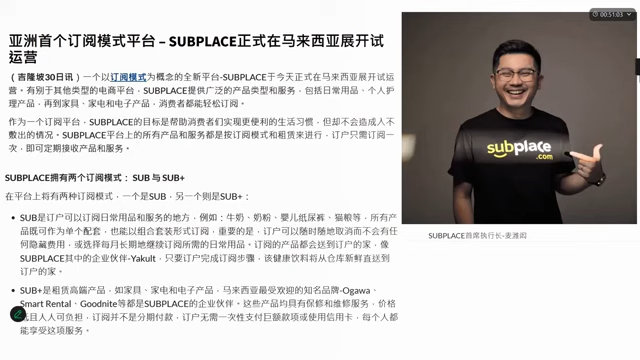 00:51:03
亚洲首个订阅模式平台 – SUBPLACE正式在马来西亚展开试
运营
（吉隆坡30日讯）一个以订阅模式为概念的全新平台-SUBPLACE于今天正式在马来西亚展开试运
营。有别于其他类型的电商平台，SUBPLACE提供广泛的产品类型和服务，包括日常用品、个人护
理产品，再到家具、家电和电子产品，消费者都能轻松订阅。
作为一个订阅平台，SUBPLACE的目标是帮助消费者们实现更便利的生活习惯，但却不会造成人不
敷出的情况。SUBPLACE平台上的所有产品和服务都是按订阅模式和租赁来进行，订户只需订阅一
次，即可定期接收产品和服务。
SUBPLACE拥有两个订阅模式： SUB 与 SUB+
在平台上将有两种订阅模式，一个是SUB，另一个则是SUB+：
SUB是订户可以订阅日常用品和服务的地方，例如：牛奶、奶粉、婴儿纸尿裤、猫粮等，所有产
品既可作为单个配套，也能以组合套装形式订阅，重要的是，订户可以随时随地取消而不会有任
何隐藏费用，或选择每月长期地继续订阅所需的日常用品。订阅的产品都会送到订户的家，像
SUBPLACE其中的企业伙伴-Yakult，只要订户完成订阅步骤，该健康饮料将从仓库新鲜直送到
订户的家。
SUB+是租赁高端产品，如家具、家电和电子产品，马来西亚最受欢迎的知名品牌-Ogawa、
Smart Rental、Goodnite等都是SUBPLACE的企业伙伴。这些产品均具有保修和维修服务，价格
且人人可负担，订阅并不是分期付款，订户无需一次性支付巨额款项或使用信用卡，每个人都
能享受这项服务。
subplace
.com
SUBPLACE首席执行长-麦潍闳